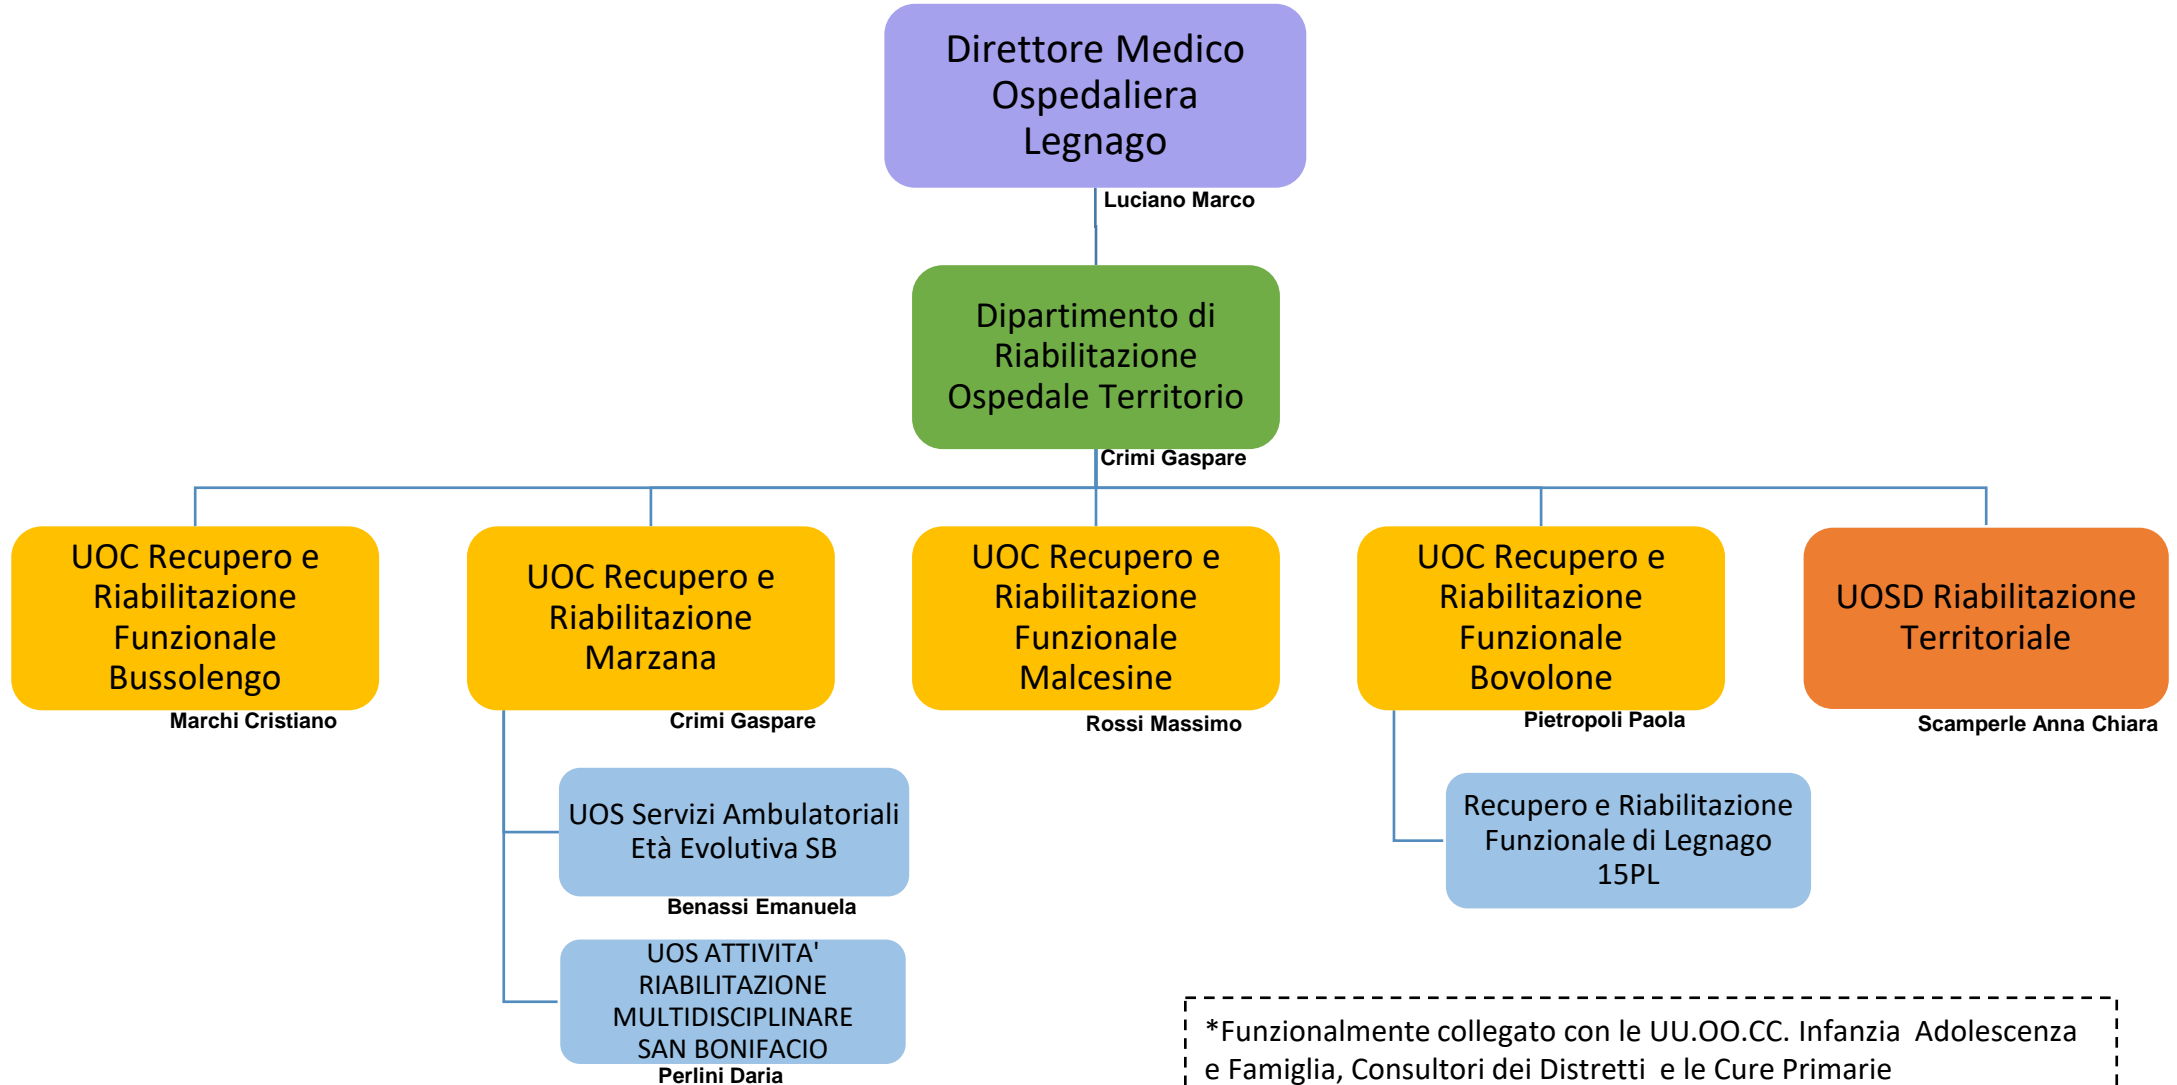 Direttore Medico
Ospedaliera
Legnago
Luciano Marco
Dipartimento di
Riabilitazione
Ospedale Territorio
Crimi Gaspare
UOC Recupero e
Riabilitazione
Funzionale
Bussolengo
Marchi Cristiano
UOC Recupero e
Riabilitazione
Marzana
Crimi Gaspare
UOS Servizi Ambulatoriali
Età Evolutiva SB
Benassi Emanuela
UOS ATTIVITA'
RIABILITAZIONE
MULTIDISCIPLINARE
SAN BONIFACIO
Perlini Daria
UOC Recupero e
Riabilitazione
Funzionale
Malcesine
Rossi Massimo
UOC Recupero e
Riabilitazione
Funzionale
Bovolone
Pietropoli Paola
Recupero e Riabilitazione
Funzionale di Legnago
15PL
UOSD Riabilitazione
Territoriale
Scamperle Anna Chiara
*Funzionalmente collegato con le UU.OO.CC. Infanzia Adolescenza
e Famiglia, Consultori dei Distretti e le Cure Primarie